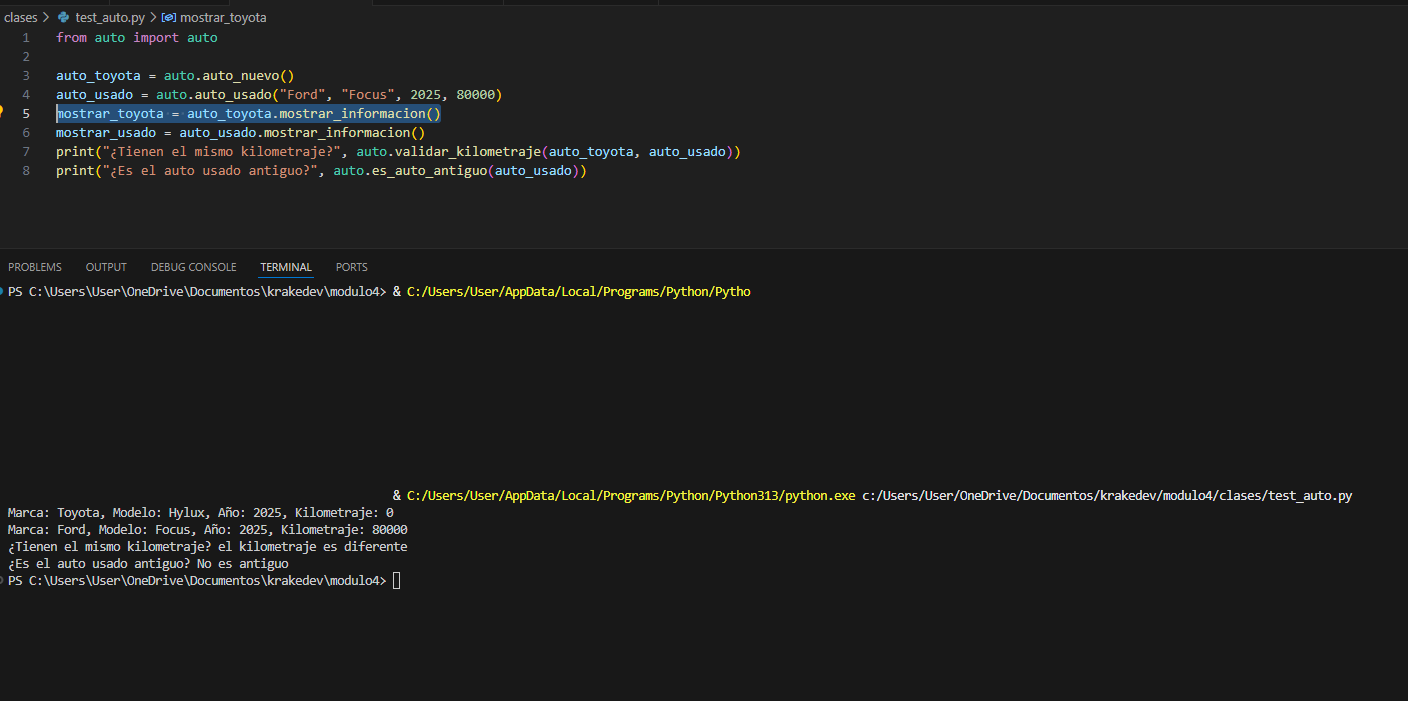 clases > test_auto.py > mostrar_toyota
1 from auto import auto
2
3 auto_toyota = auto.auto_nuevo()
4 auto_usado = auto.auto_usado("Ford", "Focus", 2025, 80000)
5 mostrar_toyota = auto_toyota.mostrar_informacion()
6 mostrar_usado = auto_usado.mostrar_informacion()
7 print("¿Tienen el mismo kilometraje?", auto.validar_kilometraje(auto_toyota, auto_usado))
8 print("¿Es el auto usado antiguo?", auto.es_auto_antiguo(auto_usado))
PROBLEMS OUTPUT DEBUG CONSOLE TERMINAL PORTS
PS C:\Users\User\OneDrive\Documentos\krakedev\modulo4> & C:/Users/User/AppData/Local/Programs/Python/Pytho
& C:/Users/User/AppData/Local/Programs/Python/Python313/python.exe c:/Users/User/OneDrive/Documentos/krakedev/modulo4/clases/test_auto.py
Marca: Toyota, Modelo: Hylux, Año: 2025, Kilometraje: 0
Marca: Ford, Modelo: Focus, Año: 2025, Kilometraje: 80000
¿Tienen el mismo kilometraje? el kilometraje es diferente
¿Es el auto usado antiguo? No es antiguo
PS C:\Users\User\OneDrive\Documentos\krakedev\modulo4>